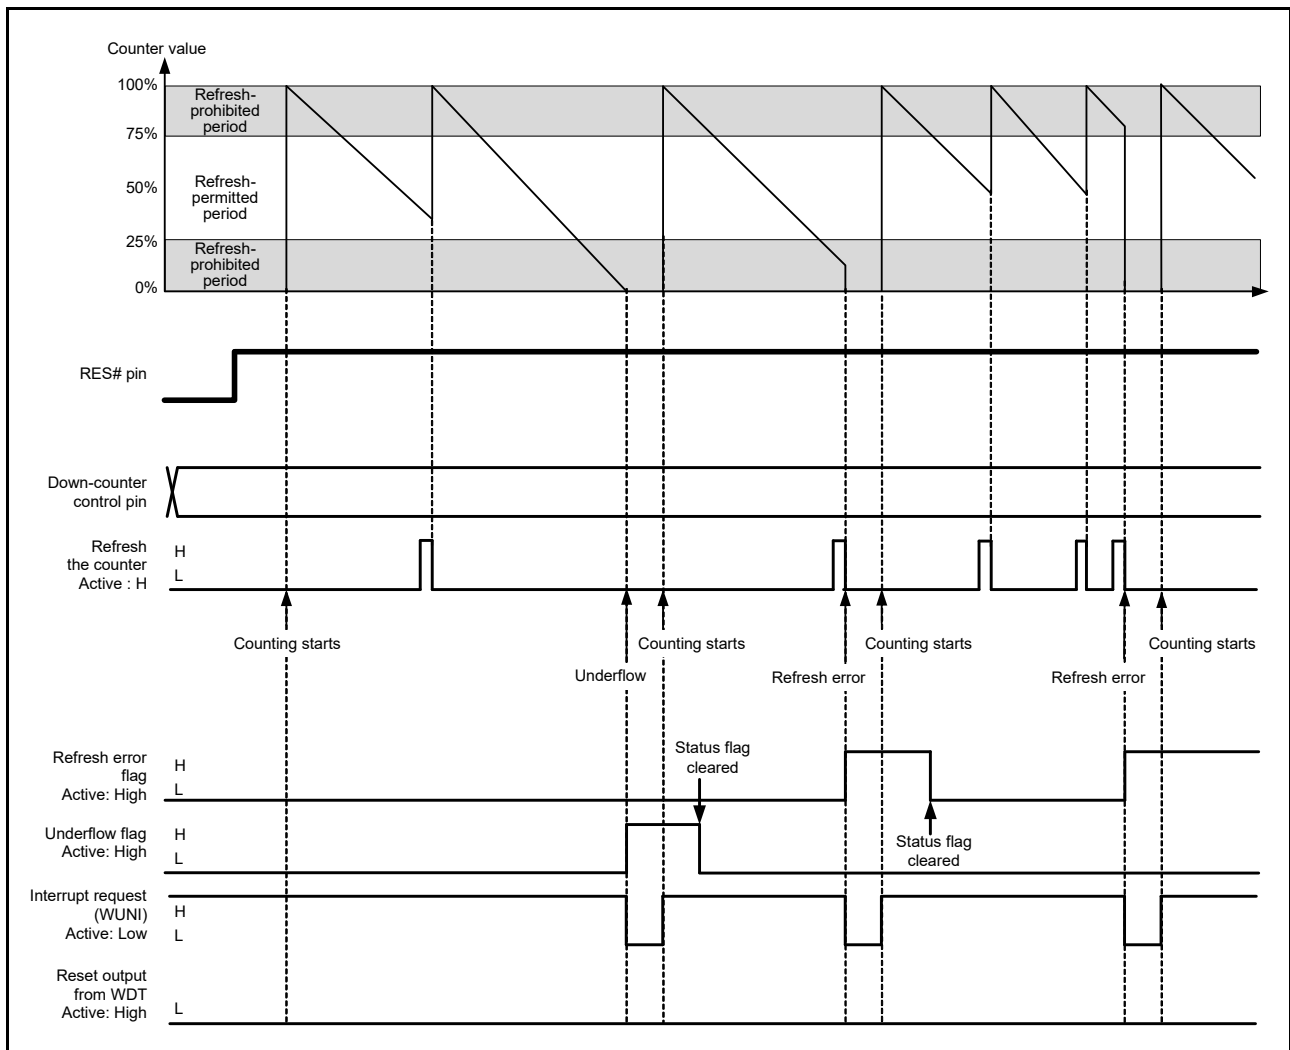 Counter value
100%
Refresh-
prohibited
period
75%
50%
Refresh-
permitted
period
25%
Refresh-
prohibited
period
0%
RES# pin
Down-counter
control pin
Refresh
the counter
Active : H
H
L
Counting starts
Counting starts
Counting starts
Counting starts
Underflow
Refresh error
Refresh error
Refresh error
flag
Active: High
H
L
Status flag
cleared
Underflow flag
Active: High
H
L
Status flag
cleared
Interrupt request
(WUNI)
Active: Low
H
L
Reset output
from WDT
Active: High
L